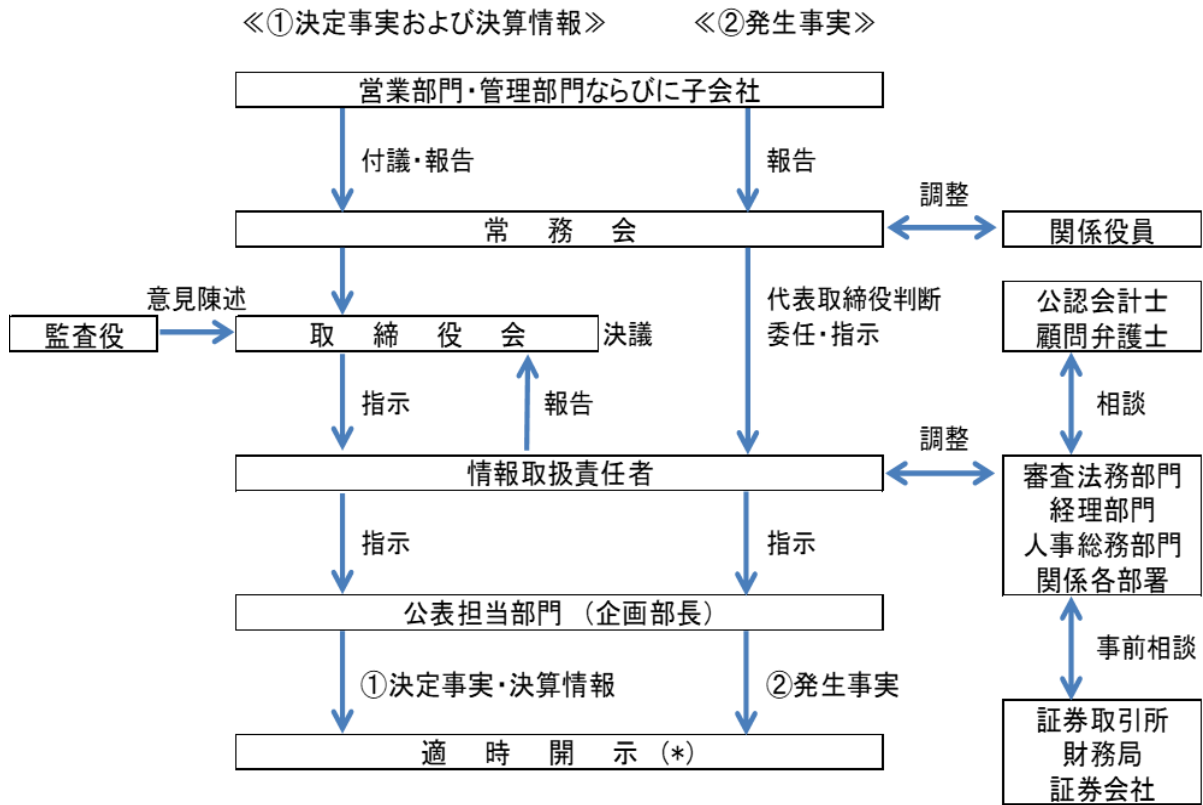 ≪①決定事実および決算情報≫ ≪②発生事実≫
営業部門・管理部門ならびに子会社
付議・報告 報告
調整
常 務 会 関係役員
意見陳述
監査役 取 締 役 会 決議
代表取締役判断
委任・指示
公認会計士
顧問弁護士
指示 報告 相談
調整
情報取扱責任者
審査法務部門
経理部門
人事総務部門
関係各部署
指示 指示
公表担当部門 (企画部長)
事前相談
①決定事実・決算情報 ②発生事実
適 時 開 示 (*)
証券取引所
財務局
証券会社